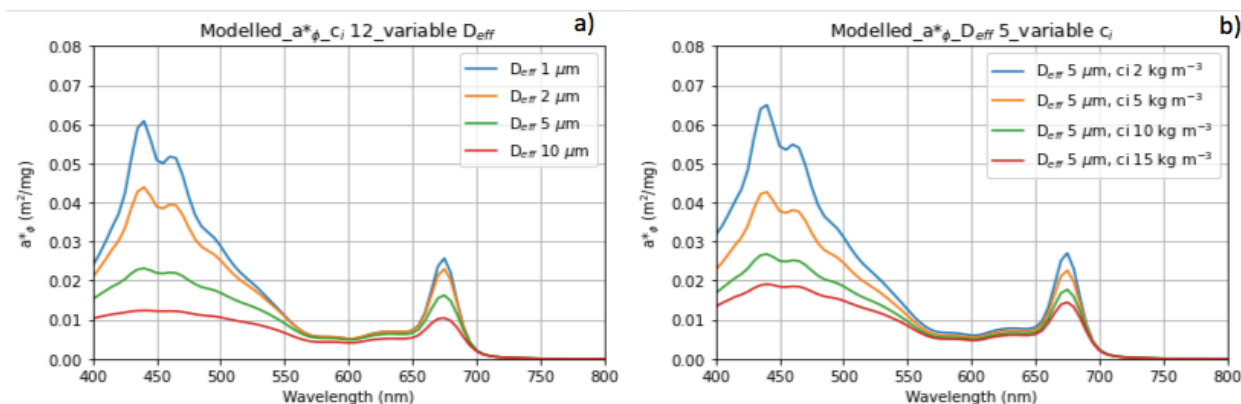 Modelled_a*ϕ_cᵢ 12_variable Dₑff
a)
0.08
0.07
0.06
0.05
0.04
0.03
0.02
0.01
0.00
a*ϕ (m²/mg)
Dₑff 1 μm
Dₑff 2 μm
Dₑff 5 μm
Dₑff 10 μm
400 450 500 550 600 650 700 750 800
Wavelength (nm)
Modelled_a*ϕ_Dₑff 5_variable cᵢ
b)
0.08
0.07
0.06
0.05
0.04
0.03
0.02
0.01
0.00
a*ϕ (m²/mg)
Dₑff 5 μm, ci 2 kg m⁻³
Dₑff 5 μm, ci 5 kg m⁻³
Dₑff 5 μm, ci 10 kg m⁻³
Dₑff 5 μm, ci 15 kg m⁻³
400 450 500 550 600 650 700 750 800
Wavelength (nm)